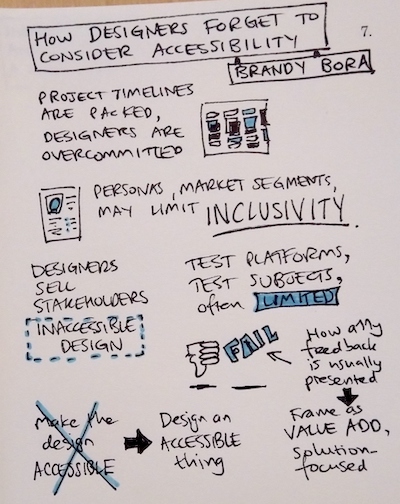 HOW DESIGNERS FORGET TO
CONSIDER ACCESSIBILITY
7.
BRANDY BORA
PROJECT TIMELINES
ARE PACKED,
DESIGNERS ARE
OVERCOMMITTED
PERSONAS, MARKET SEGMENTS,
MAY LIMIT INCLUSIVITY.
DESIGNERS
SELL
STAKEHOLDERS
INACCESSIBLE
DESIGN
TEST PLATFORMS,
TEST SUBJECTS,
often LIMITED
FAIL
How a11y
feedback
is usually
presented
Make the
design
ACCESSIBLE
Design an
ACCESSIBLE
thing
Frame as
VALUE ADD,
solution-
focused